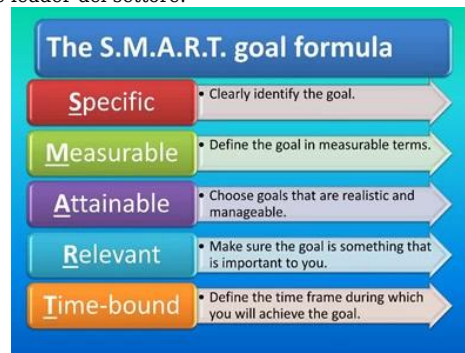 The S.M.A.R.T. goal formula
Specific
• Clearly identify the goal.
Measurable
• Define the goal in measurable terms.
Attainable
• Choose goals that are realistic and
manageable.
Relevant
• Make sure the goal is something that
is important to you.
Time-bound
• Define the time frame during which
you will achieve the goal.